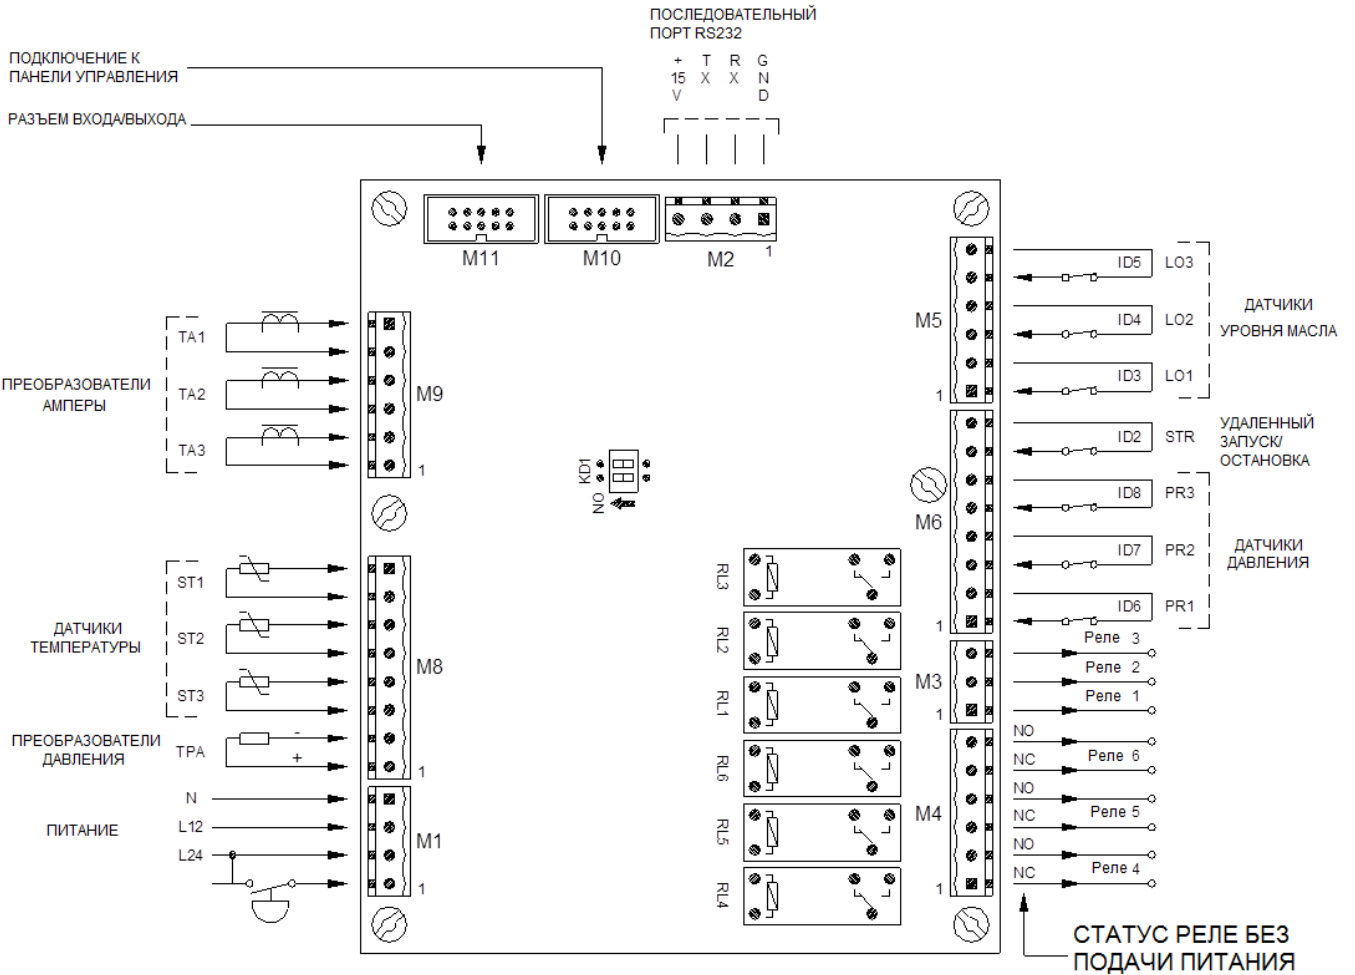 ПОСЛЕДОВАТЕЛЬНЫЙ
ПОРТ RS232
+15V TX RX GND
ПОДКЛЮЧЕНИЕ К
ПАНЕЛИ УПРАВЛЕНИЯ
РАЗЪЕМ ВХОДА/ВЫХОДА
M11
M10
M2
1
TA1
TA2
TA3
ПРЕОБРАЗОВАТЕЛИ
АМПЕРЫ
M9
1
ST1
ST2
ST3
ДАТЧИКИ
ТЕМПЕРАТУРЫ
ПРЕОБРАЗОВАТЕЛИ
ДАВЛЕНИЯ
TPA
-
+
M8
1
ПИТАНИЕ
N
L12
L24
M1
1
KD1
NO
RL3
RL2
RL1
RL6
RL5
RL4
M5
1
ID5 LO3
ID4 LO2
ID3 LO1
ДАТЧИКИ
УРОВНЯ МАСЛА
M6
1
ID2 STR
УДАЛЕННЫЙ
ЗАПУСК/
ОСТАНОВКА
ID8 PR3
ID7 PR2
ID6 PR1
ДАТЧИКИ
ДАВЛЕНИЯ
M3
1
Реле 3
Реле 2
Реле 1
M4
1
NO
NC Реле 6
NO
NC Реле 5
NO
NC Реле 4
СТАТУС РЕЛЕ БЕЗ
ПОДАЧИ ПИТАНИЯ